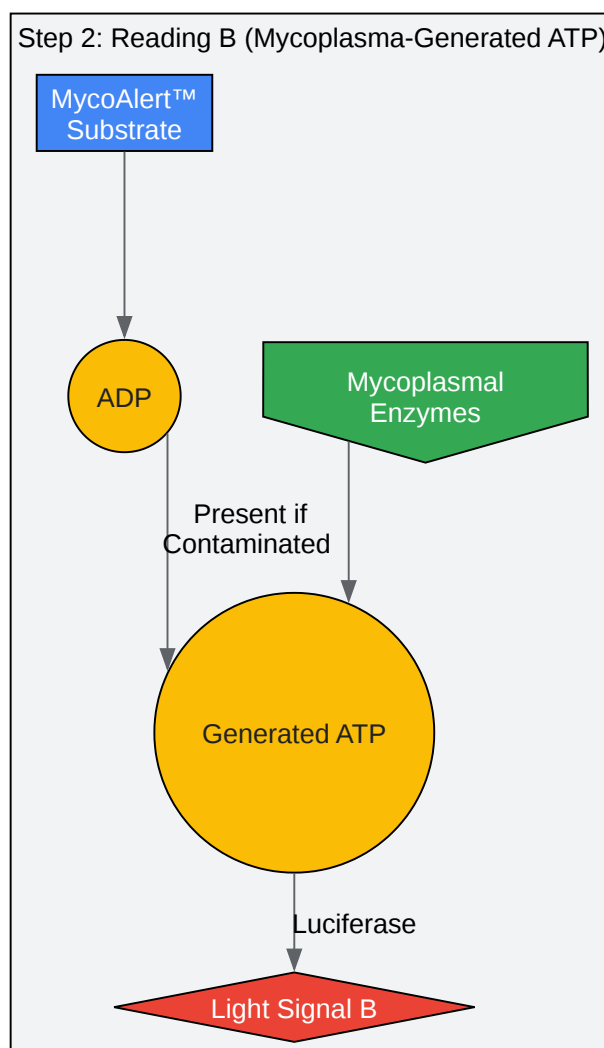 Step 2: Reading B (Mycoplasma-Generated ATP)
MycoAlert™
Substrate
ADP
Mycoplasmal
Enzymes
Present if
Contaminated
Generated ATP
Luciferase
Light Signal B